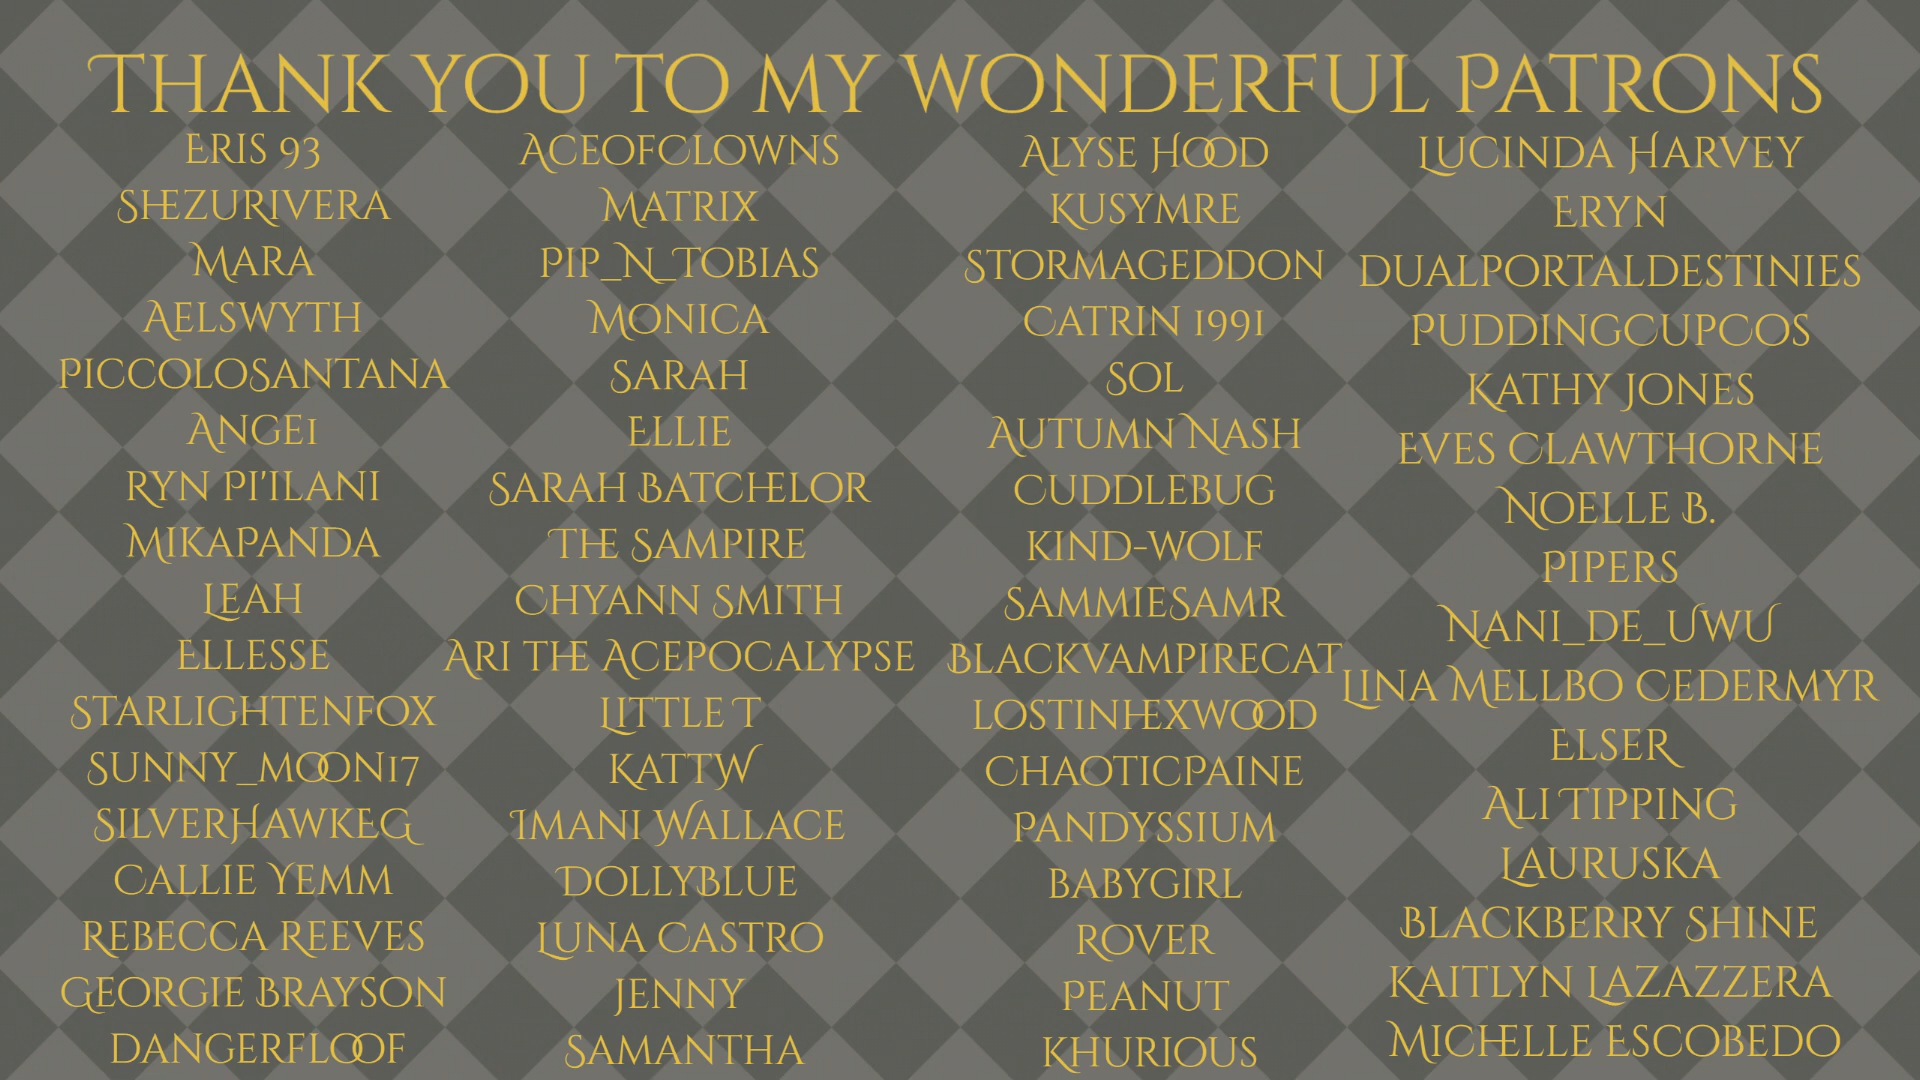 Thank you to my wonderful Patrons
Eris 93
Shezurivera
Mara
Aelswyth
piccoloSantana
Ange1
Ryn Pi'ilani
MikaPanda
Leah
Ellesse
Starlightenfox
Sunny_moon17
SilverHawkeG
Callie Yemm
Rebecca Reeves
Georgie Brayson
dangerfloof
AceofClowns
Matrix
Pip_N_Tobias
Monica
Sarah
Ellie
Sarah Batchelor
The Sampire
Chyann Smith
Ari the Acepocalypse
Little T
KattW
Imani Wallace
DollyBlue
Luna Castro
Jenny
Samantha
Alyse Hood
Kusymre
Stormageddon
Catrin 1991
Sol
Autumn Nash
Cuddlebug
kind-wolf
SammieSamR
Blackvampirecat
lostinhexwood
ChaoticPaine
Pandyssium
babygirl
Rover
Peanut
Khurious
Lucinda Harvey
Eryn
dualportaldestinies
puddingcupcos
Kathy Jones
Eves Clawthorne
Noelle B.
Pipers
Nani_de_UwU
Lina Mellbo Cedermyr
ElseR
Ali Tipping
Lauruska
Blackberry Shine
Kaitlyn Lazazzera
Michelle Escobedo